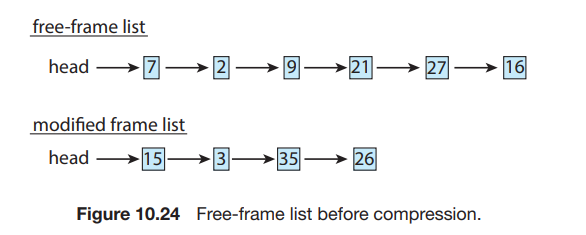 free-frame list
head 7 2 9 21 27 16
modified frame list
head 15 3 35 26
Figure 10.24 Free-frame list before compression.